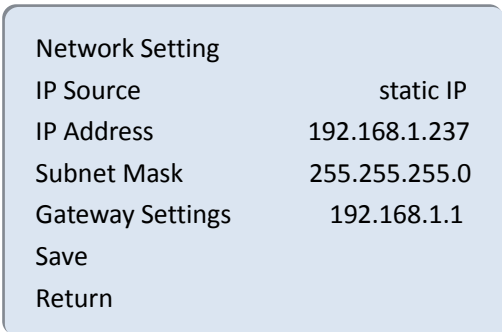 Network Setting
IP Source static IP
IP Address 192.168.1.237
Subnet Mask 255.255.255.0
Gateway Settings 192.168.1.1
Save
Return